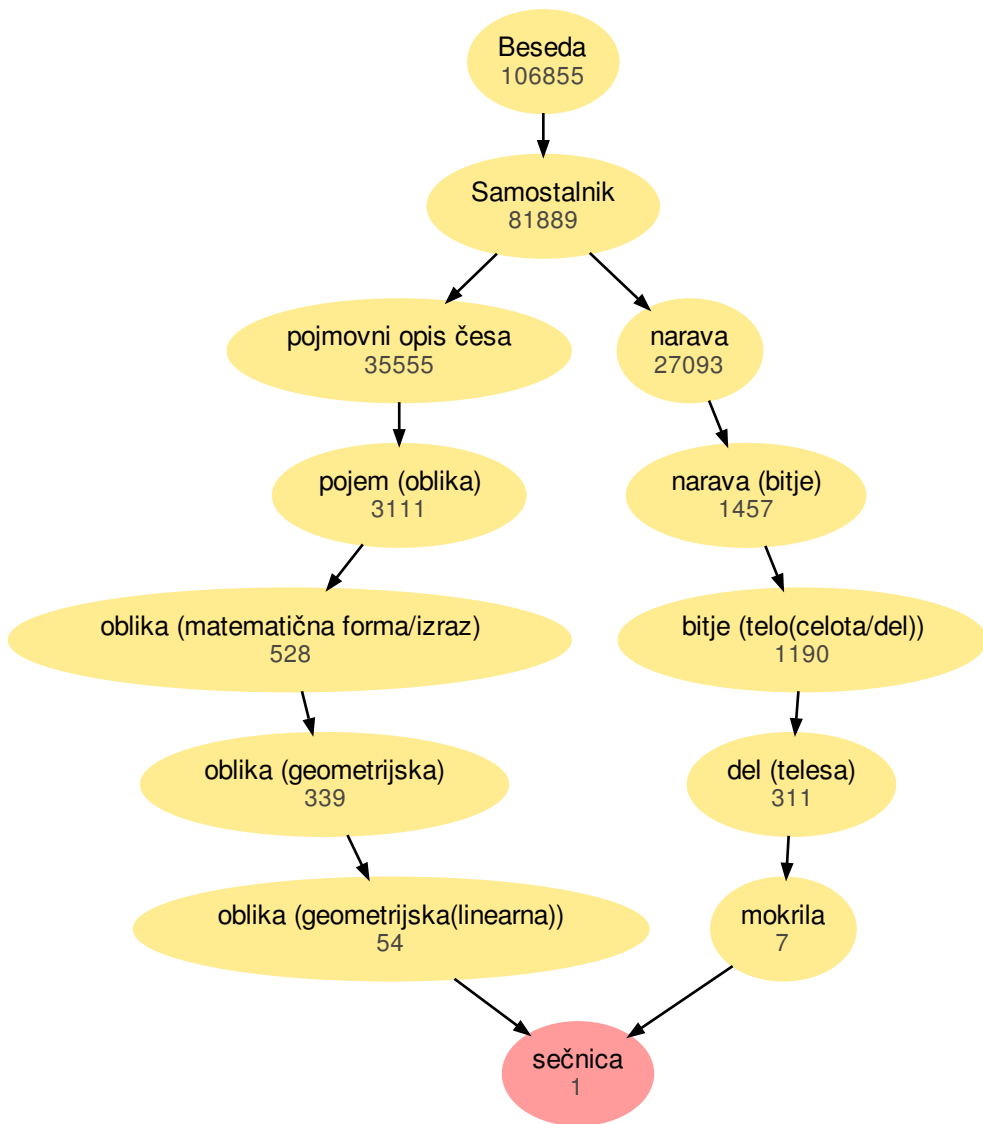 Beseda
106855
Samostalnik
81889
pojmovni opis česa
35555
narava
27093
pojem (oblika)
3111
narava (bitje)
1457
oblika (matematična forma/izraz)
528
bitje (telo(celota/del))
1190
oblika (geometrijska)
339
del (telesa)
311
oblika (geometrijska(linearna))
54
mokrila
7
sečnica
1